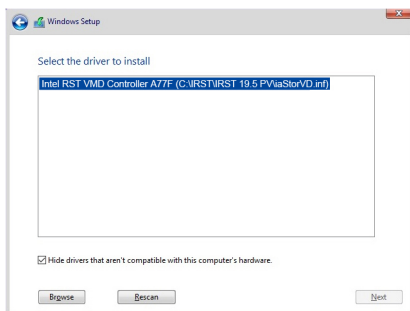 Windows Setup
Select the driver to install
Intel RST VMD Controller A77F (C:\IRST\IRST 19.5 PV\iaStorVD.inf)
Hide drivers that aren't compatible with this computer's hardware.
Browse
Rescan
Next